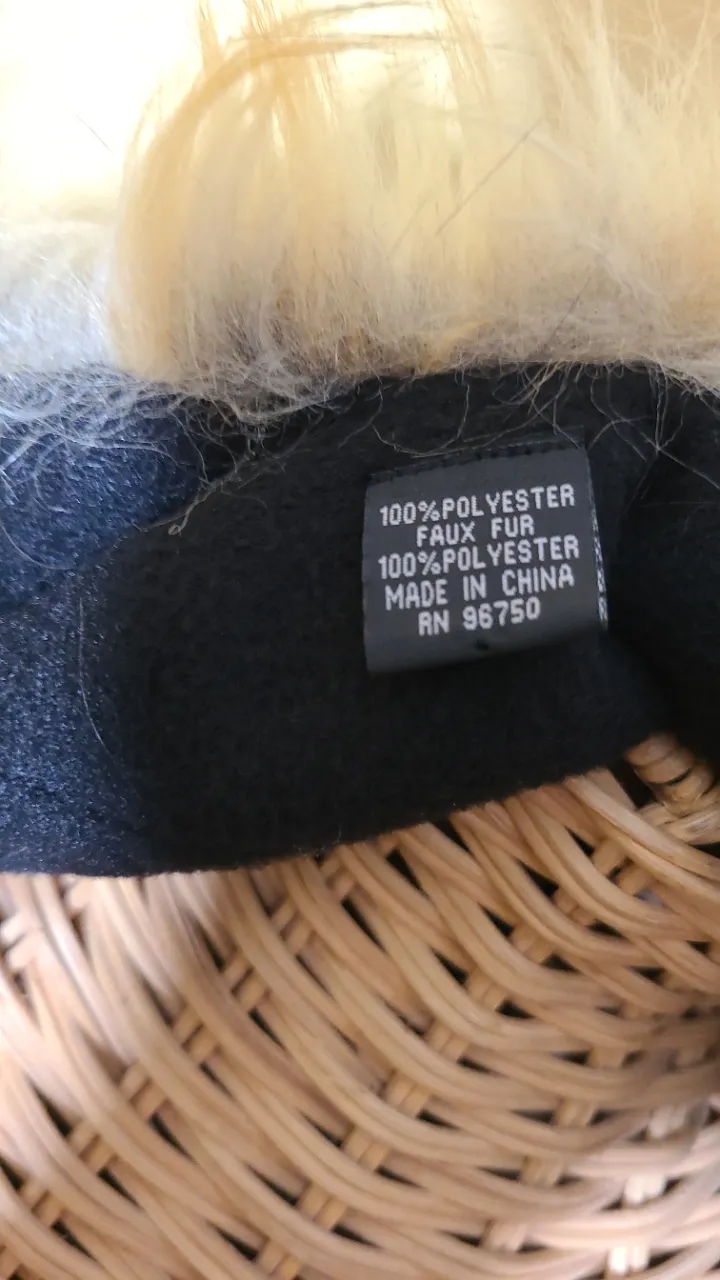 100%POLYESTER
FAUX FUR
100%POLYESTER
MADE IN CHINA
RN 96750